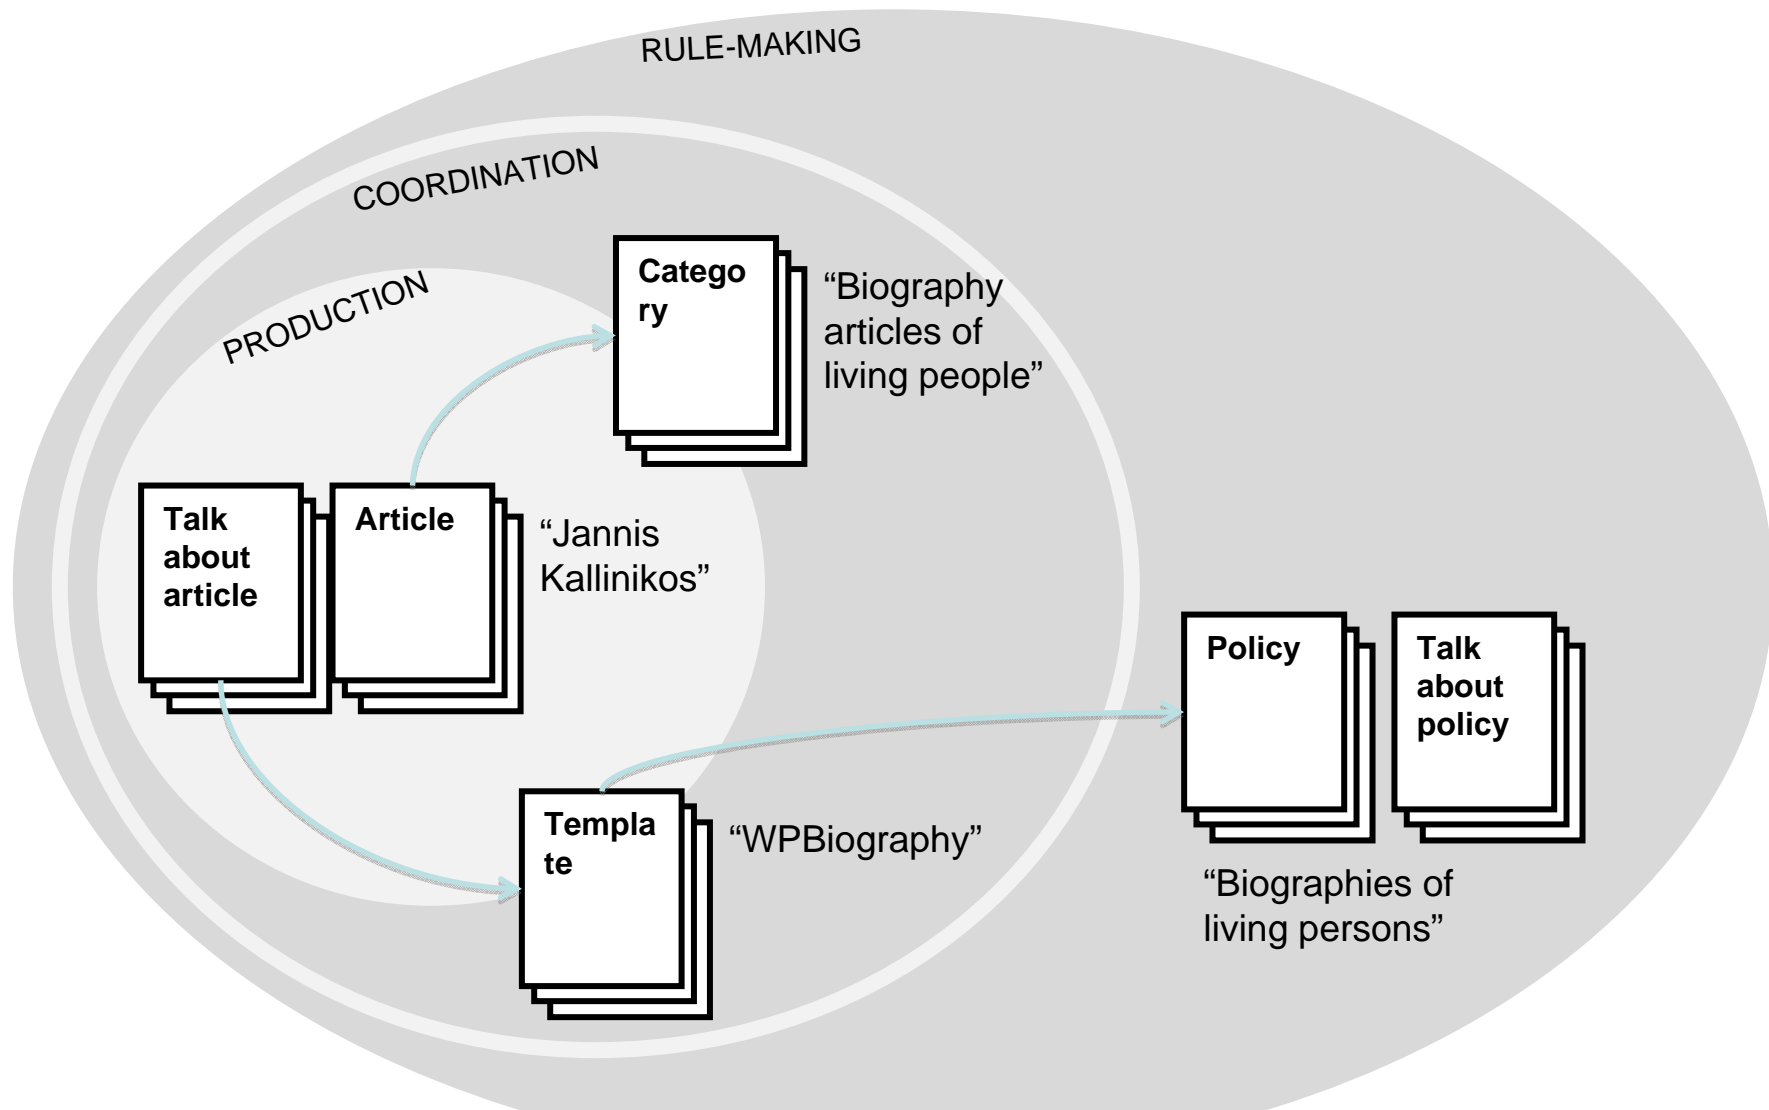 RULE-MAKING
COORDINATION
PRODUCTION
Catego
ry
“Biography
articles of
living people”
Talk
about
article
Article
“Jannis
Kallinikos”
Policy
Talk
about
policy
Templa
te
“WPBiography”
“Biographies of
living persons”